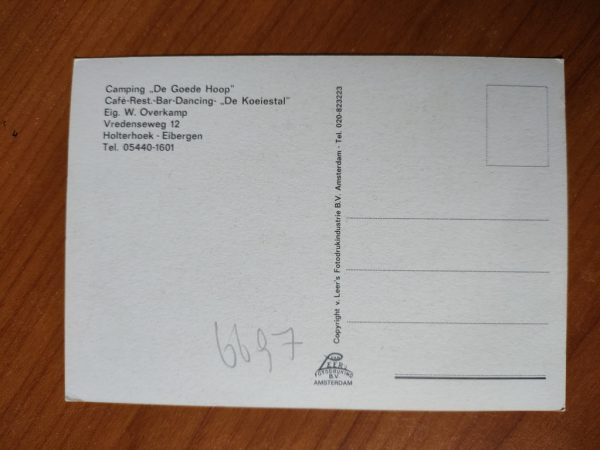 Camping „De Goede Hoop"
Café-Rest.-Bar-Dancing- „De Koeiestal"
Eig. W. Overkamp
Vredenseweg 12
Holterhoek - Eibergen
Tel. 05440-1601
Copyright v. Leer's Fotodrukindustrie B.V. Amsterdam - Tel. 020-823223
6697
FOTODRUKIND
B.V.
AMSTERDAM